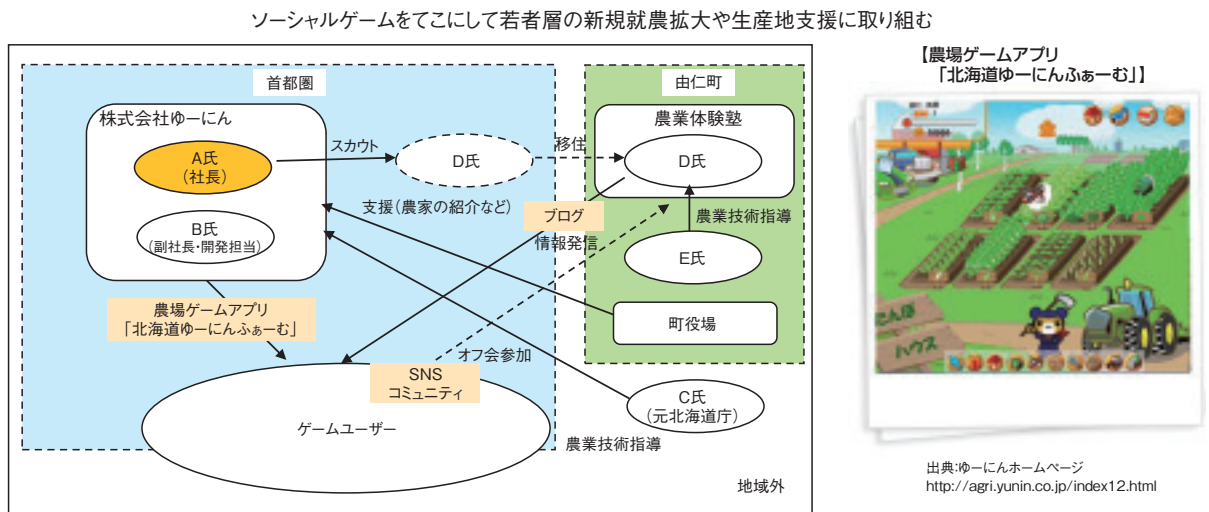 ソーシャルゲームをてこにして若者層の新規就農拡大や生産地支援に取り組む
首都圏
株式会社ゆーにん
A氏
(社長)
B氏
(副社長・開発担当)
スカウト
D氏
移住
支援(農家の紹介など)
ブログ
情報発信
農場ゲームアプリ
「北海道ゆーにんふぁーむ」
オフ会参加
SNS
コミュニティ
ゲームユーザー
農業技術指導
由仁町
農業体験塾
D氏
農業技術指導
E氏
町役場
C氏
(元北海道庁)
地域外
【農場ゲームアプリ
「北海道ゆーにんふぁーむ」】
ハウス
出典:ゆーにんホームページ
http://agri.yunin.co.jp/index12.html